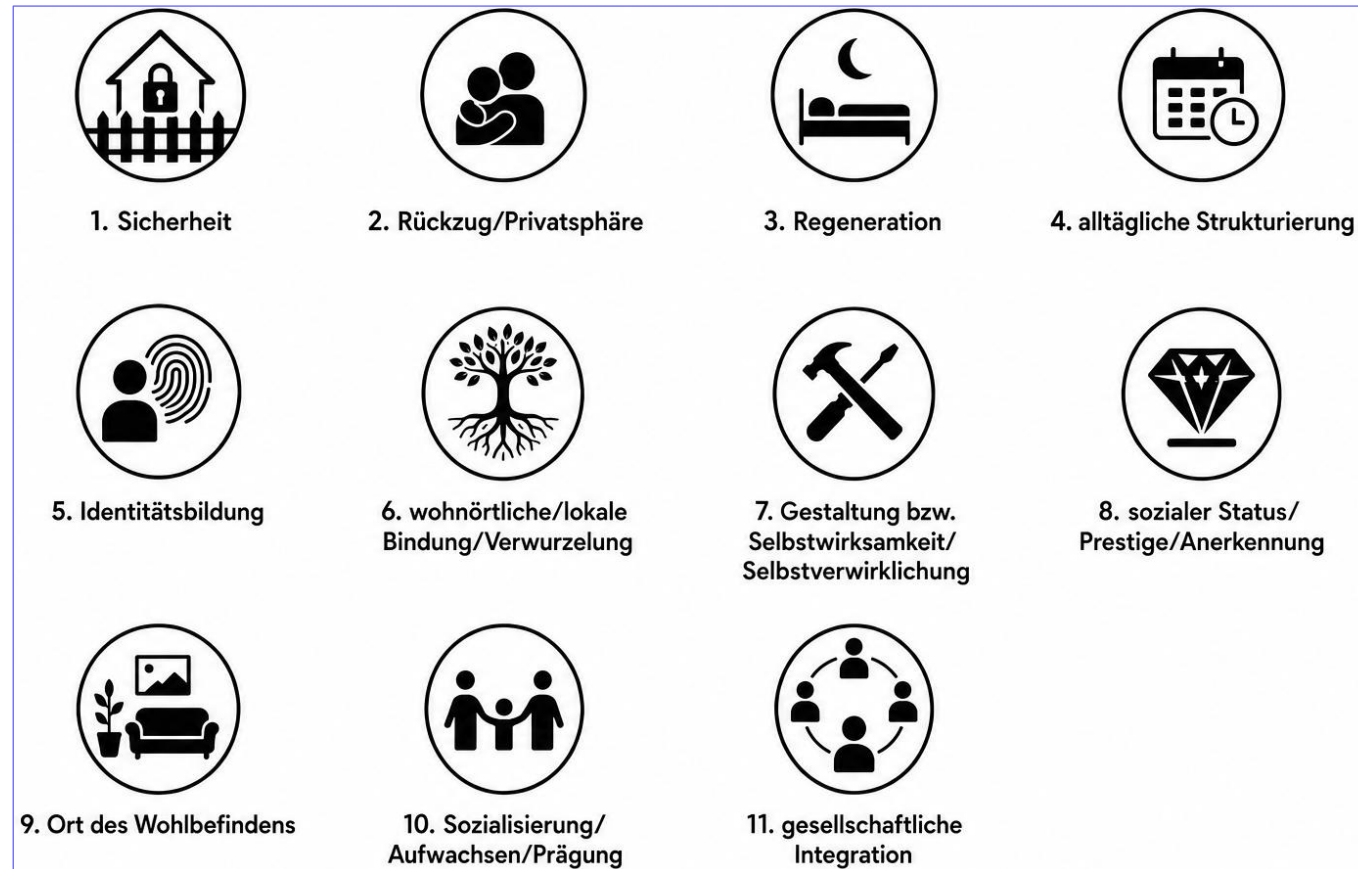 1. Sicherheit
2. Rückzug/Privatsphäre
3. Regeneration
4. alltägliche Strukturierung
5. Identitätsbildung
6. wohnörtliche/lokale
Bindung/Verwurzelung
7. Gestaltung bzw.
Selbstwirksamkeit/
Selbstverwirklichung
8. sozialer Status/
Prestige/Anerkennung
9. Ort des Wohlbefindens
10. Sozialisierung/
Aufwachsen/Prägung
11. gesellschaftliche
Integration